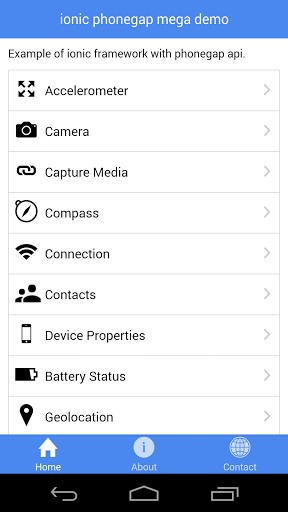 ionic phonegap mega demo
Example of ionic framework with phonegap api.
Accelerometer
Camera
Capture Media
Compass
Connection
Contacts
Device Properties
Battery Status
Geolocation
Home About Contact